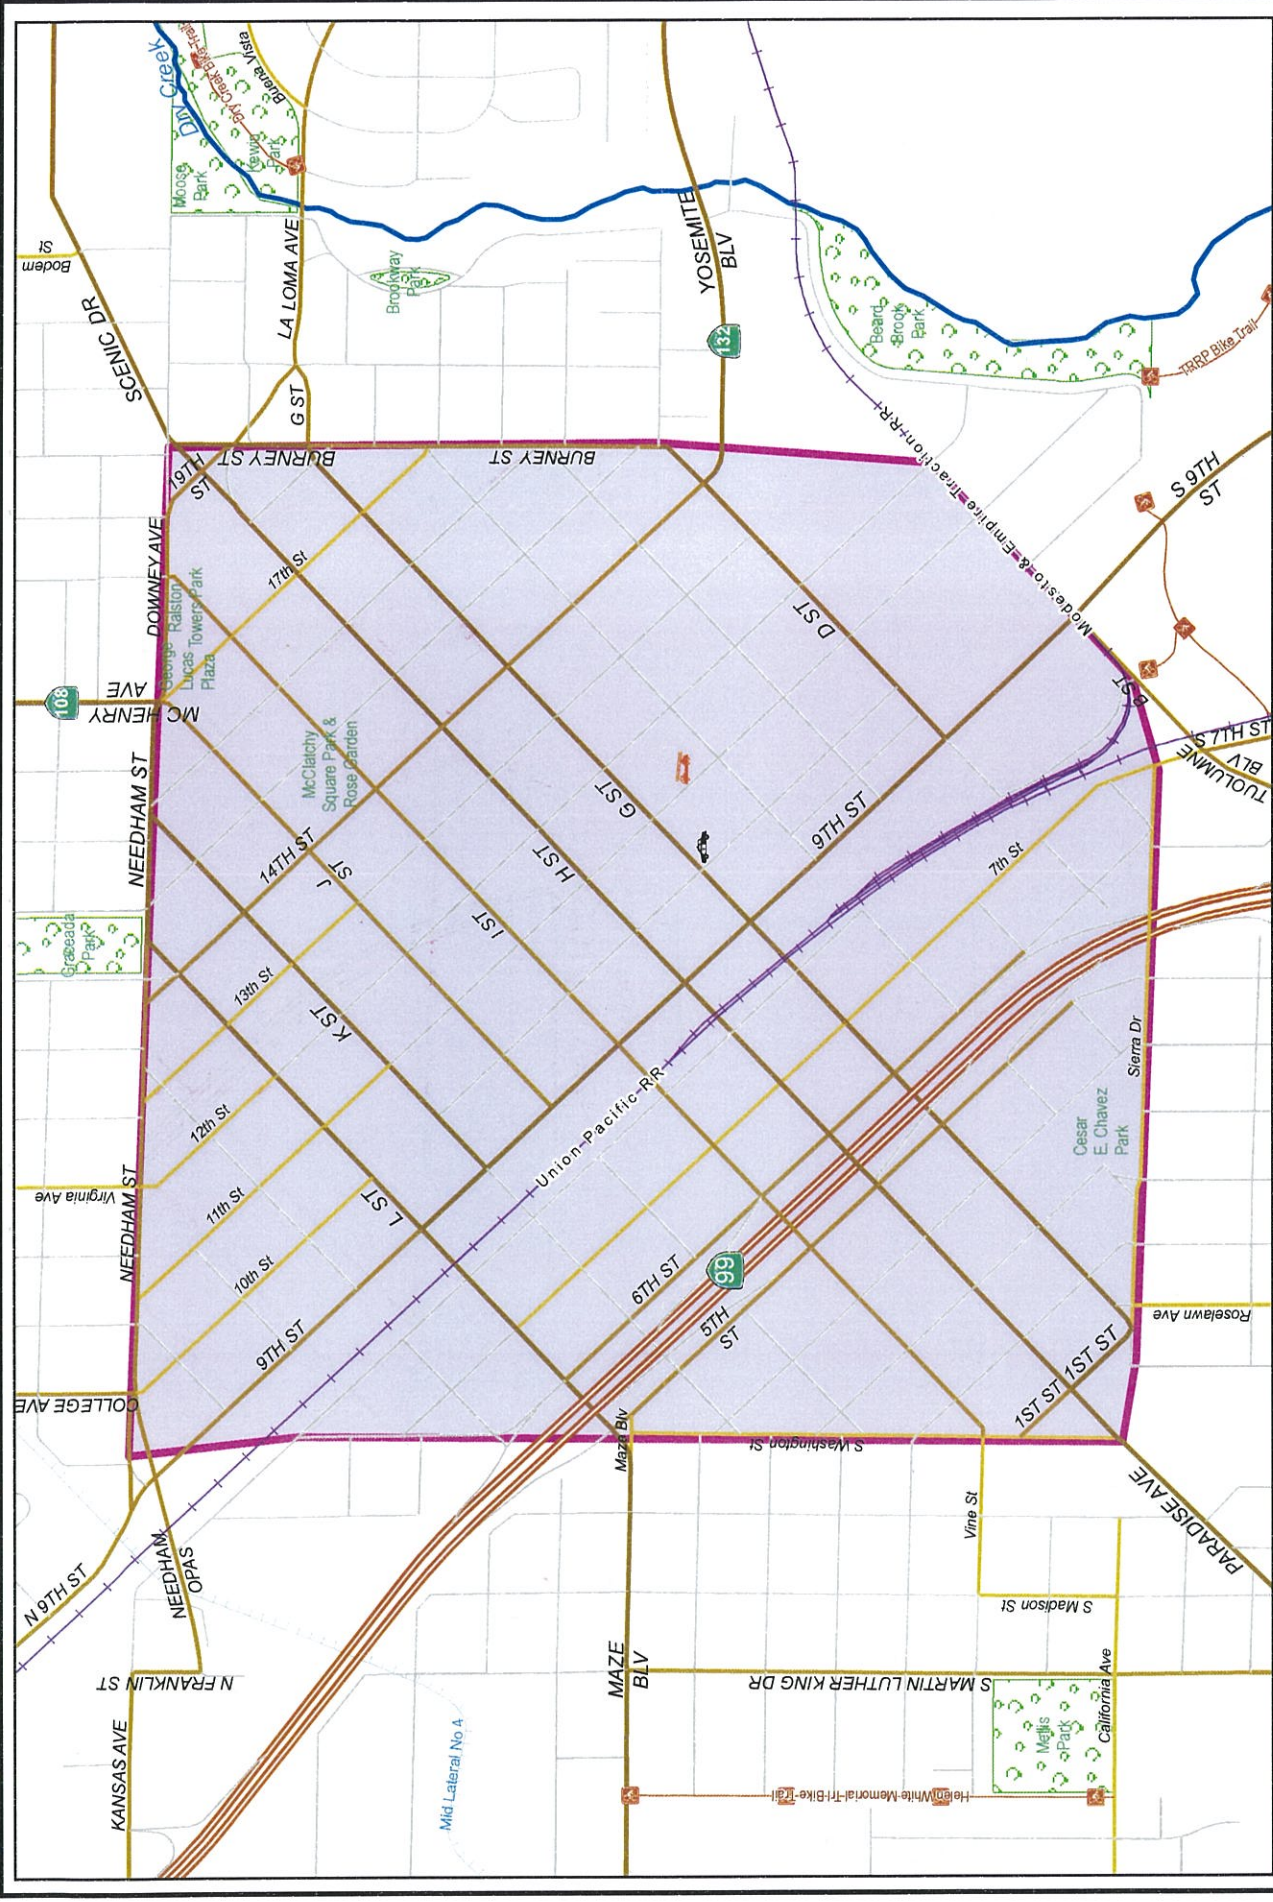 N 9TH ST
KANSAS AVE
N FRANKLIN ST
NEEDHAM
OPAS
COLLEGE AVE
Virginia Ave
NEEDHAM ST
Graceada
Park
NEEDHAM ST
MC HENRY
AVE
108
DOWNEY AVE
19TH
ST
SCENIC DR
Bodem
St
Dry Creek
Moose
Park
Kewin
Park
Dry Creek Bike Trail
Buena Vista
LA LOMA AVE
G ST
Brookway
Park
BURNEY ST
BURNEY ST
YOSEMITE
BLV
132
George
Lucas
Plaza
Ralston
Towers Park
17th St
McClatchy
Square Park &
Rose Garden
14TH ST
J
ST
13th St
12th St
11th St
10th St
9TH ST
K ST
L ST
I ST
H ST
G ST
D ST
9TH ST
7th St
Union Pacific RR
6TH ST
99
5TH
ST
Maze Blv
S Washington St
1ST ST
1ST ST
Cesar
E. Chavez
Park
Sierra Dr
Roselawn Ave
B ST
Modesto & Empire Traction RR
Beard
Brook
Park
TRRP Bike Trail
S 9TH
ST
S 7TH ST
TUOLUMNE
BLV
PARADISE AVE
Vine St
S Madison St
MAZE
BLV
S MARTIN LUTHER KING DR
Mellis
Park
California Ave
Helen White Memorial Tri Bike Trail
Mid Lateral No 4